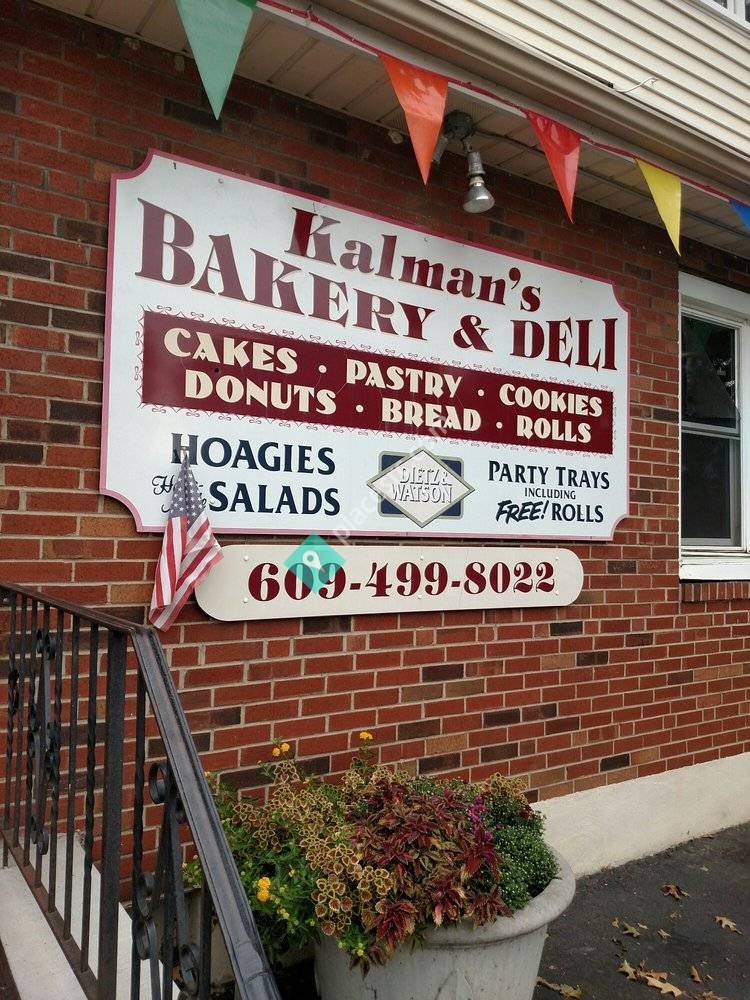 Kalman's
BAKERY & DELI
CAKES · PASTRY · COOKIES
DONUTS · BREAD · ROLLS
HOAGIES
SALADS
DIETZ &
WATSON
PARTY TRAYS
INCLUDING
FREE! ROLLS
609-499-8022